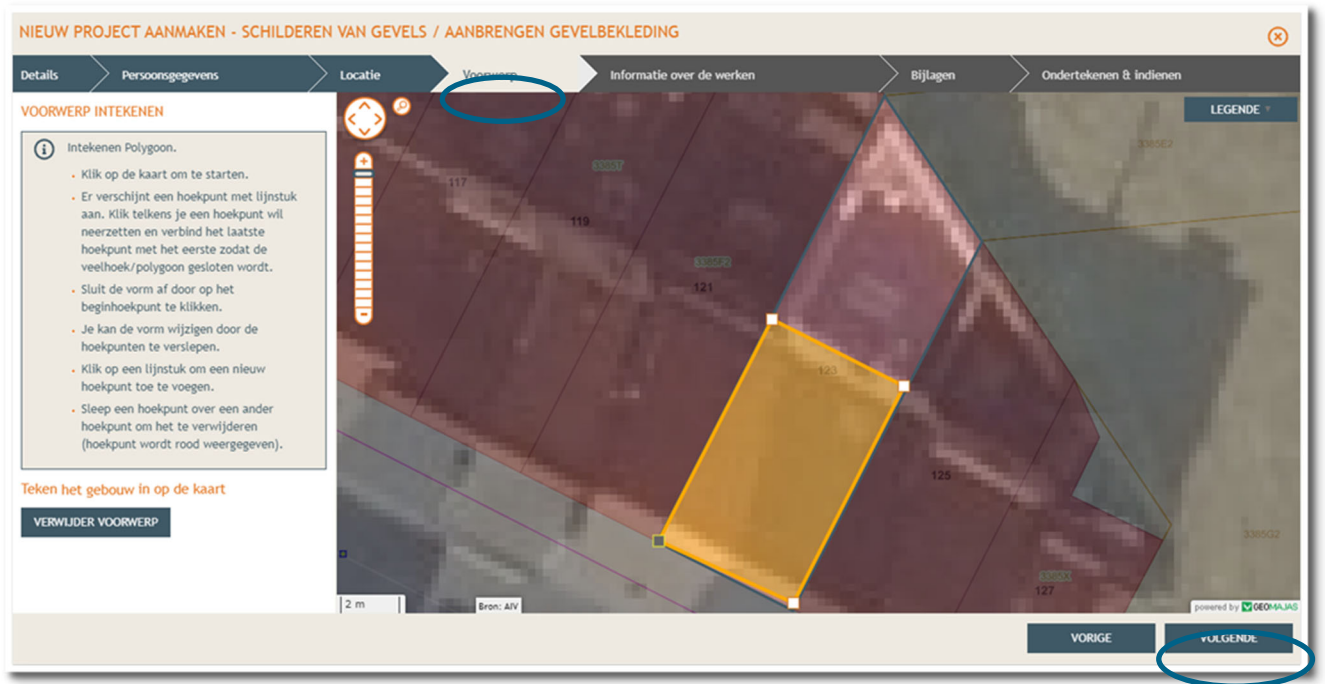 NIEUW PROJECT AANMAKEN - SCHILDEREN VAN GEVELS / AANBRENGEN GEVELBEKLEDING
Details
Persoonsgegevens
Locatie
Voorwerp
Informatie over de werken
Bijlagen
Ondertekenen & indienen
VOORWERP INTEKENEN
Intekenen Polygoon.
Klik op de kaart om te starten.
Er verschijnt een hoekpunt met lijnstuk
aan. Klik telkens je een hoekpunt wil
neerzetten en verbind het laatste
hoekpunt met het eerste zodat de
veelhoek/polygoon gesloten wordt.
Sluit de vorm af door op het
beginhoekpunt te klikken.
Je kan de vorm wijzigen door de
hoekpunten te verslepen.
Klik op een lijnstuk om een nieuw
hoekpunt toe te voegen.
Sleep een hoekpunt over een ander
hoekpunt om het te verwijderen
(hoekpunt wordt rood weergegeven).
Teken het gebouw in op de kaart
VERWIJDER VOORWERP
LEGENDE
3385E2
3385T
117
119
3385F2
121
123
125
3385G2
3385X
127
2 m
Bron: AIV
powered by GEOMAJAS
VORIGE
VOLGENDE